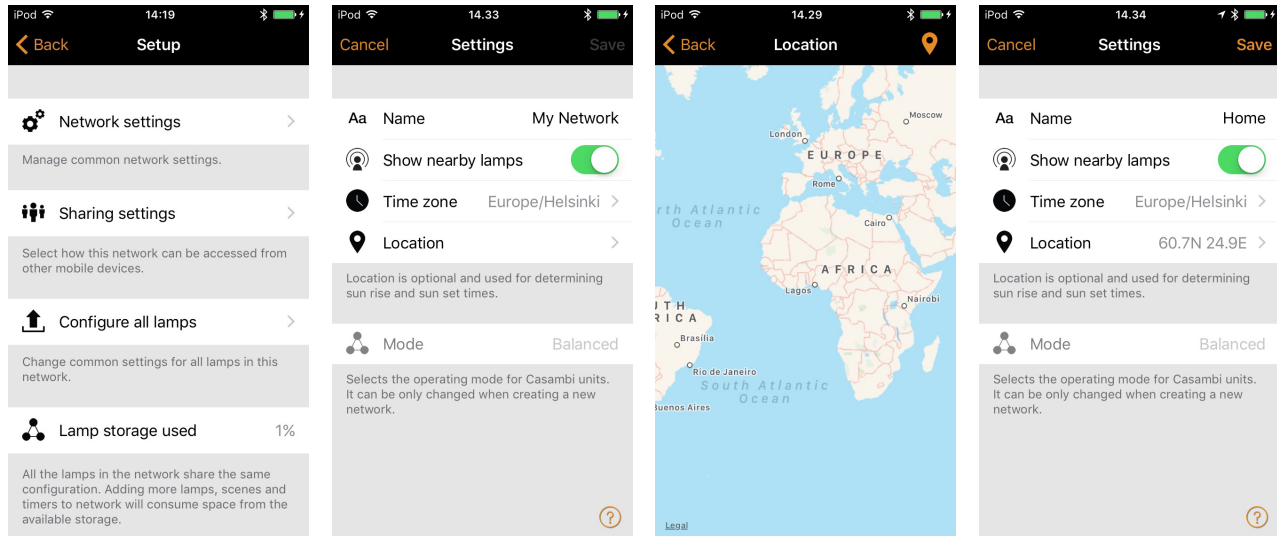 iPod 14:19
Back Setup
Network settings
Manage common network settings.
Sharing settings
Select how this network can be accessed from
other mobile devices.
Configure all lamps
Change common settings for all lamps in this
network.
Lamp storage used 1%
All the lamps in the network share the same
configuration. Adding more lamps, scenes and
timers to network will consume space from the
available storage.
iPod 14.33
Cancel Settings Save
Aa Name My Network
Show nearby lamps
Time zone Europe/Helsinki
Location
Location is optional and used for determining
sun rise and sun set times.
Mode Balanced
Selects the operating mode for Casambi units.
It can be only changed when creating a new
network.
?
iPod 14.29
Back Location
Moscow
London
EUROPE
Rome
rth Atlantic
Ocean
Cairo
AFRICA
Lagos
Nairobi
UTH
RICA
Brasília
Rio de Janeiro
South Atlantic
Ocean
Buenos Aires
Legal
iPod 14.34
Cancel Settings Save
Aa Name Home
Show nearby lamps
Time zone Europe/Helsinki
Location 60.7N 24.9E
Location is optional and used for determining
sun rise and sun set times.
Mode Balanced
Selects the operating mode for Casambi units.
It can be only changed when creating a new
network.
?